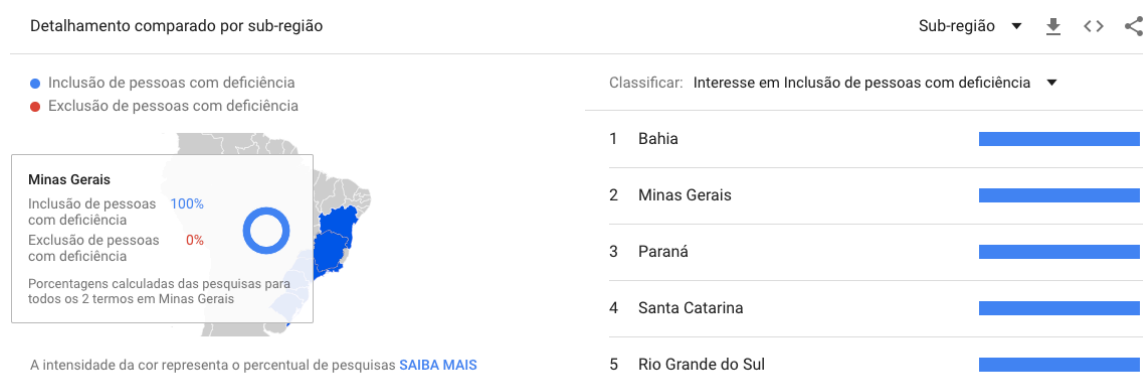 Detalhamento comparado por sub-região
Sub-região
Inclusão de pessoas com deficiência
Exclusão de pessoas com deficiência
Minas Gerais
Inclusão de pessoas 100%
com deficiência
Exclusão de pessoas 0%
com deficiência
Porcentagens calculadas das pesquisas para
todos os 2 termos em Minas Gerais
A intensidade da cor representa o percentual de pesquisas SAIBA MAIS
Classificar: Interesse em Inclusão de pessoas com deficiência
1 Bahia
2 Minas Gerais
3 Paraná
4 Santa Catarina
5 Rio Grande do Sul